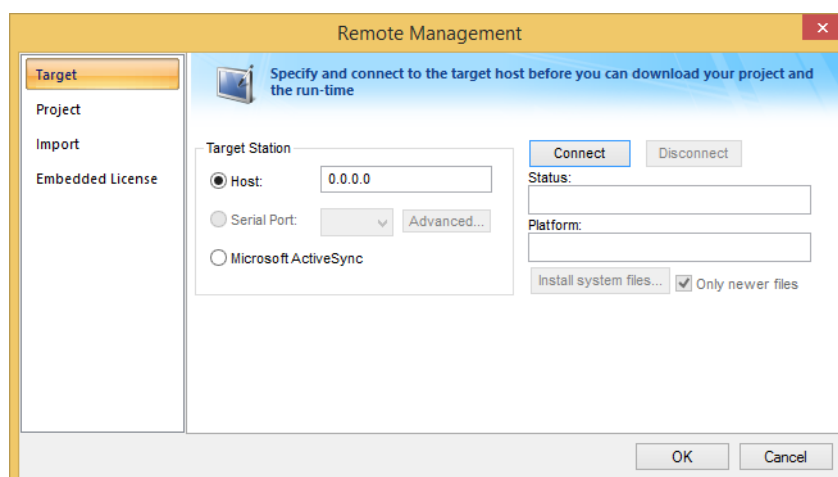 Remote Management
Target
Project
Import
Embedded License
Specify and connect to the target host before you can download your project and
the run-time
Target Station
Host:
0.0.0.0
Serial Port:
Advanced...
Microsoft ActiveSync
Connect
Disconnect
Status:
Platform:
Install system files...
Only newer files
OK
Cancel